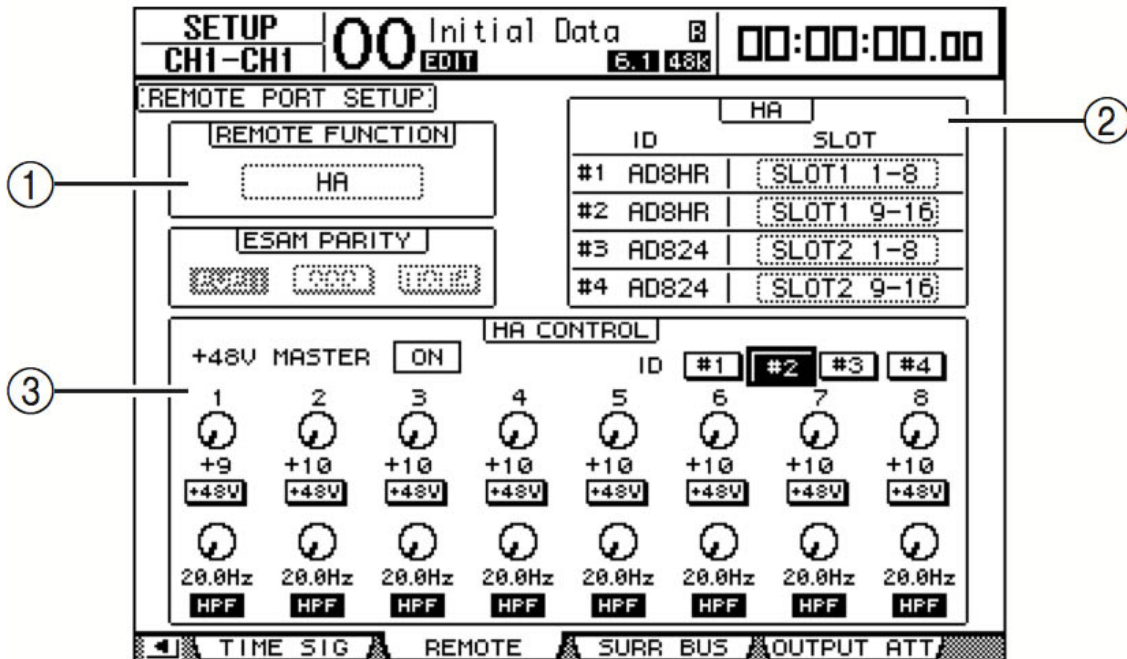 SETUP
CH1-CH1
00 Initial Data R
EDIT 6.1 48K
00:00:00.00
REMOTE PORT SETUP
REMOTE FUNCTION
HA
ESAM PARITY
EVEN ODD NONE
HA
ID SLOT
#1 AD8HR SLOT1 1-8
#2 AD8HR SLOT1 9-16
#3 AD824 SLOT2 1-8
#4 AD824 SLOT2 9-16
1
2
3
HA CONTROL
+48V MASTER ON ID #1 #2 #3 #4
1 2 3 4 5 6 7 8
+9 +10 +10 +10 +10 +10 +10 +10
+48V +48V +48V +48V +48V +48V +48V +48V
20.0Hz 20.0Hz 20.0Hz 20.0Hz 20.0Hz 20.0Hz 20.0Hz 20.0Hz
HPF HPF HPF HPF HPF HPF HPF HPF
TIME SIG REMOTE SURR BUS OUTPUT ATT